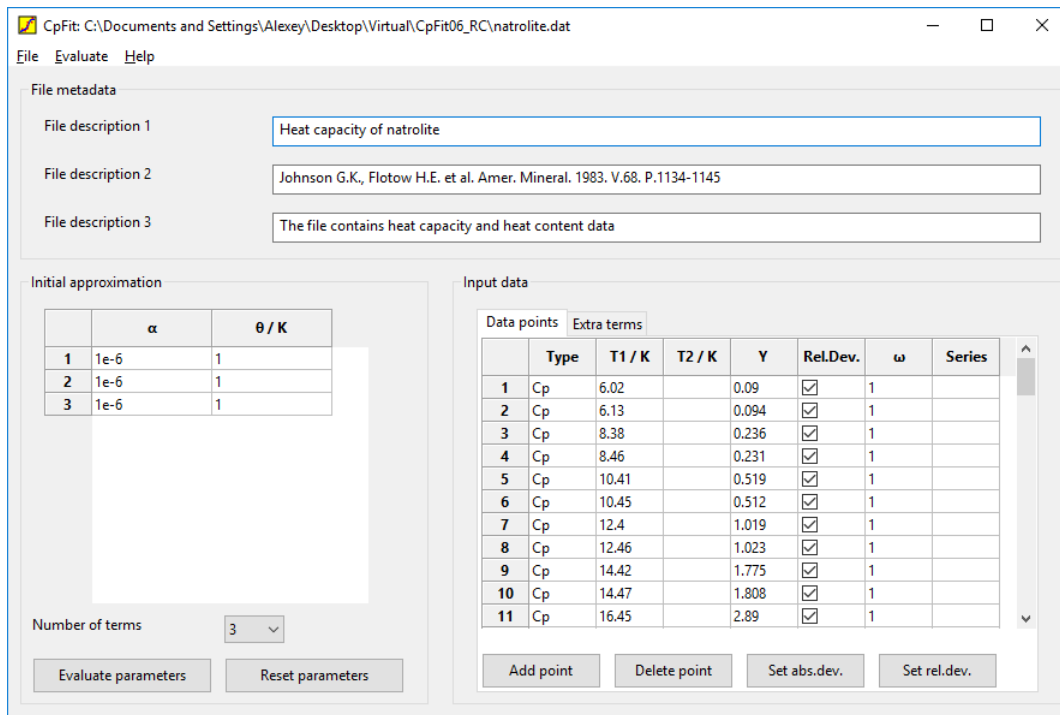 CpFit: C:\Documents and Settings\Alexey\Desktop\Virtual\CpFit06_RC\natrolite.dat
File Evaluate Help
File metadata
File description 1 Heat capacity of natrolite
File description 2 Johnson G.K., Flotow H.E. et al. Amer. Mineral. 1983. V.68. P.1134-1145
File description 3 The file contains heat capacity and heat content data
Initial approximation
α θ / K
1 1e-6 1
2 1e-6 1
3 1e-6 1
Number of terms 3
Evaluate parameters Reset parameters
Input data
Data points Extra terms
Type T1 / K T2 / K Y Rel.Dev. ω Series
1 Cp 6.02 0.09 1
2 Cp 6.13 0.094 1
3 Cp 8.38 0.236 1
4 Cp 8.46 0.231 1
5 Cp 10.41 0.519 1
6 Cp 10.45 0.512 1
7 Cp 12.4 1.019 1
8 Cp 12.46 1.023 1
9 Cp 14.42 1.775 1
10 Cp 14.47 1.808 1
11 Cp 16.45 2.89 1
Add point Delete point Set abs.dev. Set rel.dev.